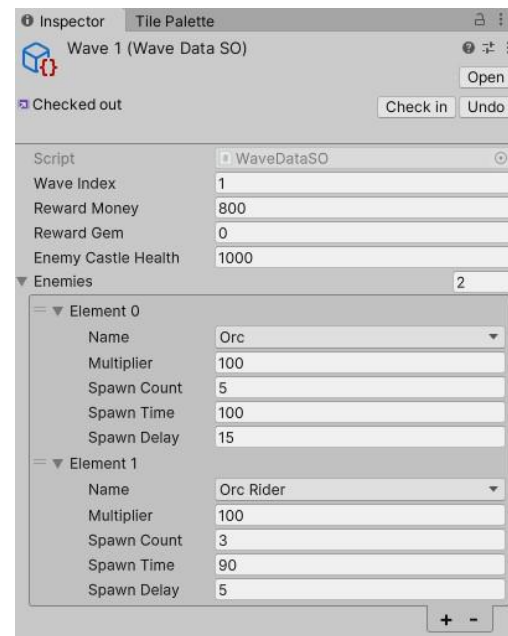 Inspector Tile Palette
Wave 1 (Wave Data SO)
Open
Checked out Check in Undo
Script WaveDataSO
Wave Index 1
Reward Money 800
Reward Gem 0
Enemy Castle Health 1000
Enemies 2
Element 0
Name Orc
Multiplier 100
Spawn Count 5
Spawn Time 100
Spawn Delay 15
Element 1
Name Orc Rider
Multiplier 100
Spawn Count 3
Spawn Time 90
Spawn Delay 5
+ -